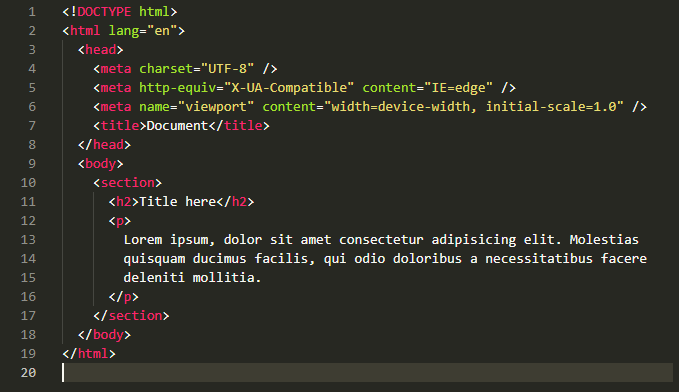 1 <!DOCTYPE html>
2 <html lang="en">
3   <head>
4     <meta charset="UTF-8" />
5     <meta http-equiv="X-UA-Compatible" content="IE=edge" />
6     <meta name="viewport" content="width=device-width, initial-scale=1.0" />
7     <title>Document</title>
8   </head>
9   <body>
10     <section>
11       <h2>Title here</h2>
12       <p>
13         Lorem ipsum, dolor sit amet consectetur adipisicing elit. Molestias
14         quisquam ducimus facilis, qui odio doloribus a necessitatibus facere
15         deleniti mollitia.
16       </p>
17     </section>
18   </body>
19 </html>
20